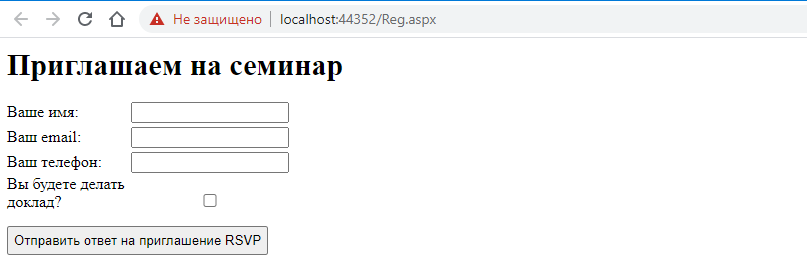 Не защищено localhost:44352/Reg.aspx
Приглашаем на семинар
Ваше имя:
Ваш email:
Ваш телефон:
Вы будете делать
доклад?
Отправить ответ на приглашение RSVP